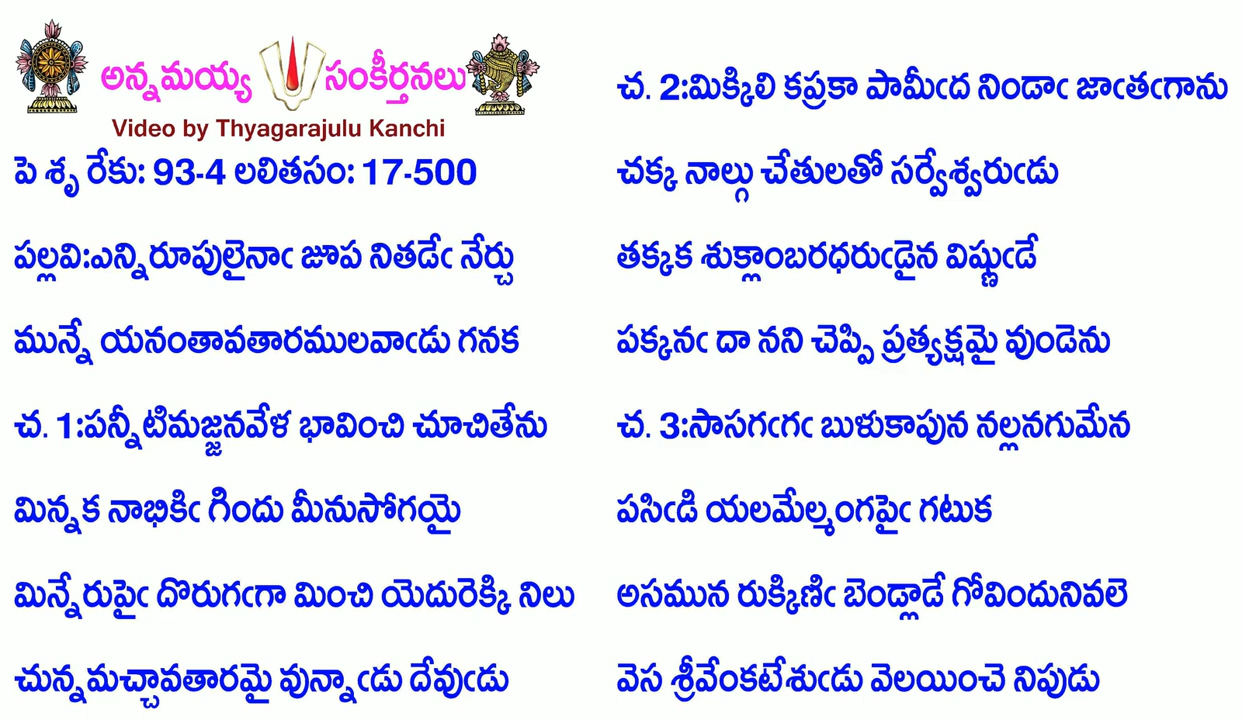 అన్నమయ్య సంకీర్తనలు
Video by Thyagarajulu Kanchi
పె శృ రేకు: 93-4 లలితసం: 17-500
పల్లవి:ఎన్నిరూపులైనాఁ జూప నితడేఁ నేర్చు
మున్నే యనంతావతారములవాఁడు గనక
చ. 1:పన్నీటిమజ్జనవేళ భావించి చూచితేను
మిన్నక నాభికిఁ గిందు మీనుసోగయై
మిన్నేరుపైఁ దొరుగఁగా మించి యెదురెక్కి నిలు
చున్నమచ్చావతారమై వున్నాఁడు దేవుఁడు
చ. 2:మిక్కిలి కప్రకా పామీఁద నిండాఁ జాఁతఁగాను
చక్క నాల్గు చేతులతో సర్వేశ్వరుఁడు
తక్కక శుక్లాంబరధరుఁడైన విష్ణుఁడే
పక్కనఁ దా నని చెప్పి ప్రత్యక్షమై వుండెను
చ. 3:సాసగఁగఁ బుళుకాపున నల్లనగుమేన
పసిఁడి యలమేల్మంగపైఁ గటుక
అసమున రుక్కిణిఁ బెండ్లాడే గోవిందునివలె
వెస శ్రీవేంకటేశుఁడు వెలయించె నిపుడు